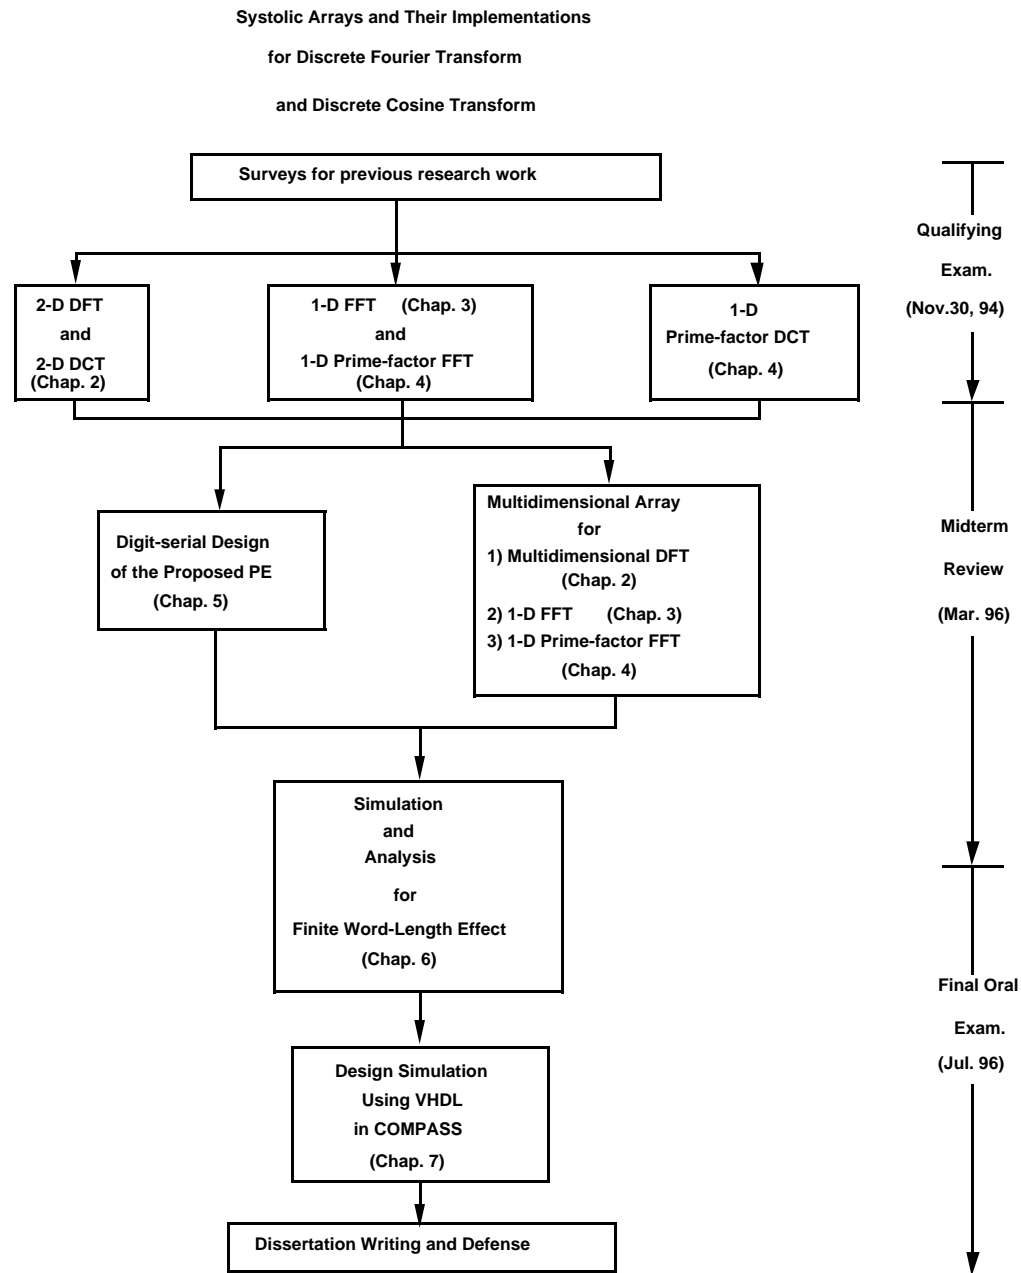 Systolic Arrays and Their Implementations
for Discrete Fourier Transform
and Discrete Cosine Transform
Surveys for previous research work
2-D DFT
and
2-D DCT
(Chap. 2)
1-D FFT (Chap. 3)
and
1-D Prime-factor FFT
(Chap. 4)
1-D
Prime-factor DCT
(Chap. 4)
Digit-serial Design
of the Proposed PE
(Chap. 5)
Multidimensional Array
for
1) Multidimensional DFT
(Chap. 2)
2) 1-D FFT (Chap. 3)
3) 1-D Prime-factor FFT
(Chap. 4)
Simulation
and
Analysis
for
Finite Word-Length Effect
(Chap. 6)
Design Simulation
Using VHDL
in COMPASS
(Chap. 7)
Dissertation Writing and Defense
Qualifying
Exam.
(Nov.30, 94)
Midterm
Review
(Mar. 96)
Final Oral
Exam.
(Jul. 96)